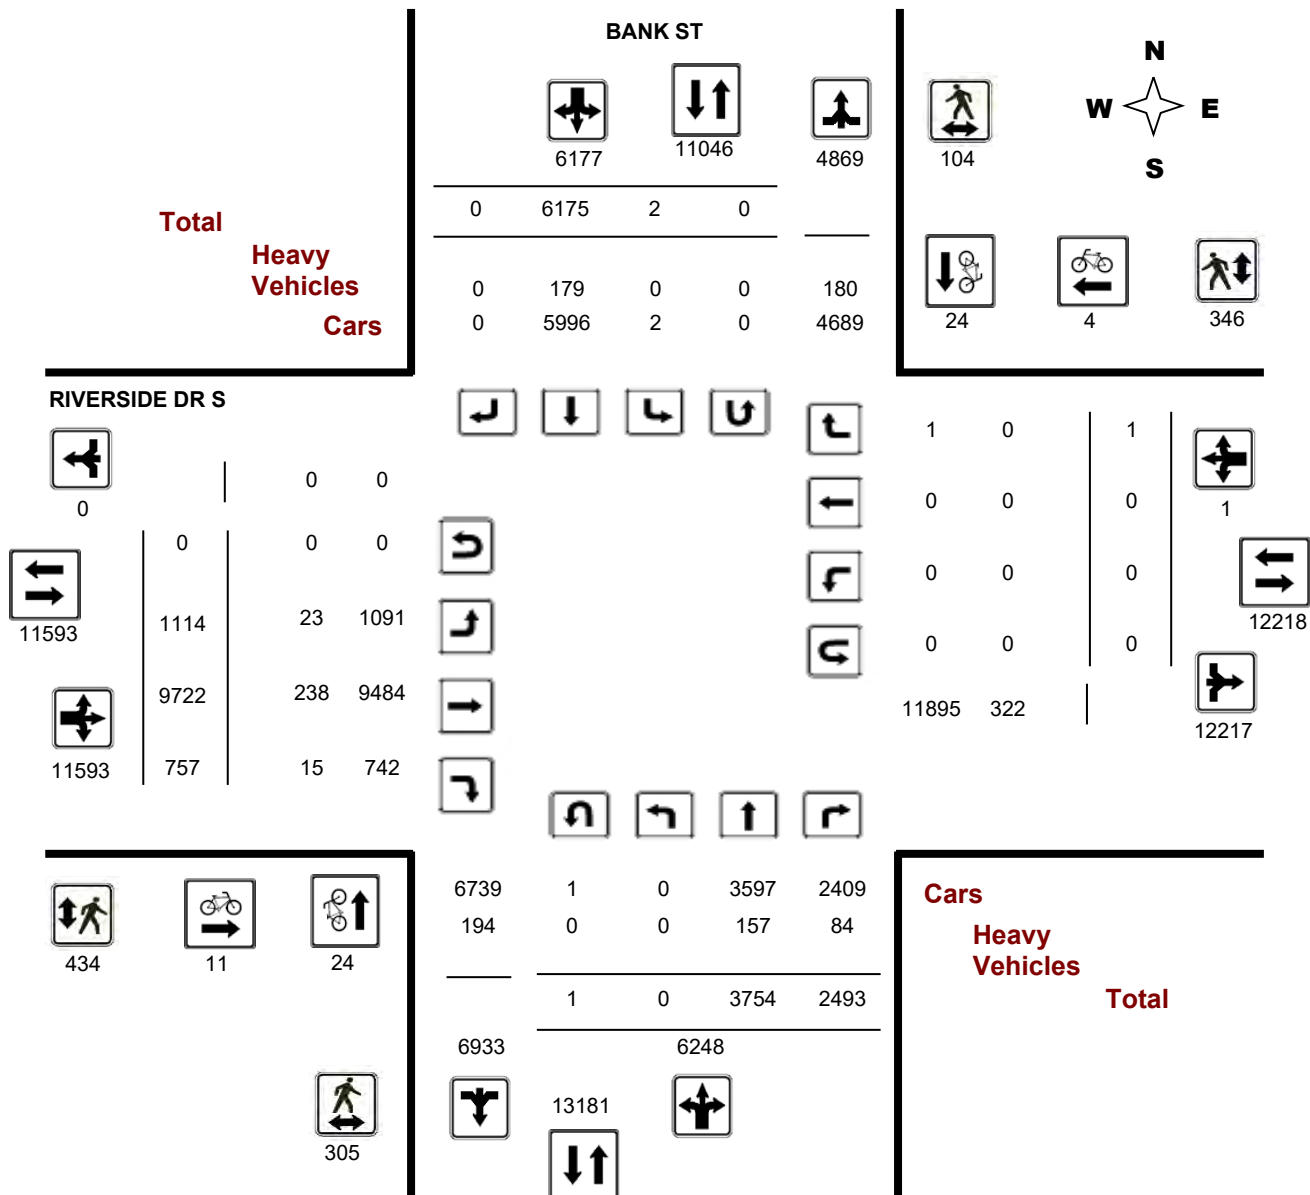 BANK ST
N
W E
S
6177 11046 4869 104
0 6175 2 0
Total
Heavy
Vehicles
Cars
0 179 0 0 180
0 5996 2 0 4689
24 4 346
RIVERSIDE DR S
1 0 1
0 0
0
0 0 0
1
0 0 0
0 0 0
11593
1114 23 1091
12218
0 0 0
9722 238 9484
11895 322
12217
11593 757 15 742
6739 1 0 3597 2409
194 0 0 157 84
Cars
Heavy
Vehicles
Total
434 11 24
1 0 3754 2493
6933 6248
13181
305